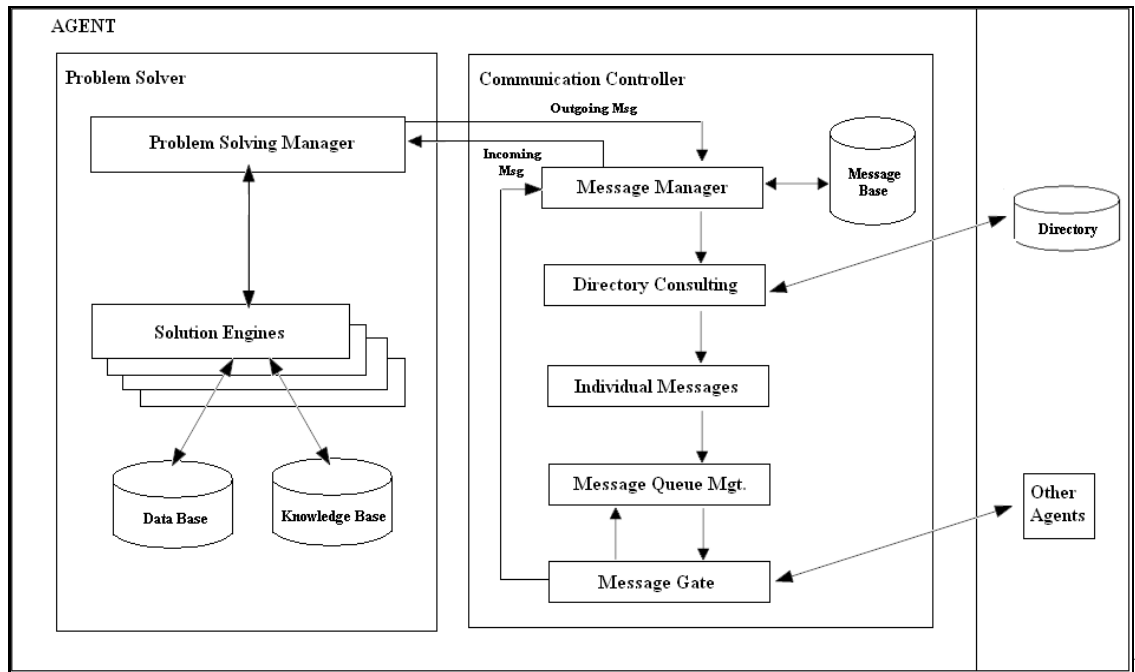 AGENT
Problem Solver
Communication Controller
Outgoing Msg
Problem Solving Manager
Incoming
Msg
Message Manager
Message
Base
Directory
Directory Consulting
Solution Engines
Individual Messages
Message Queue Mgt.
Data Base
Knowledge Base
Other
Agents
Message Gate